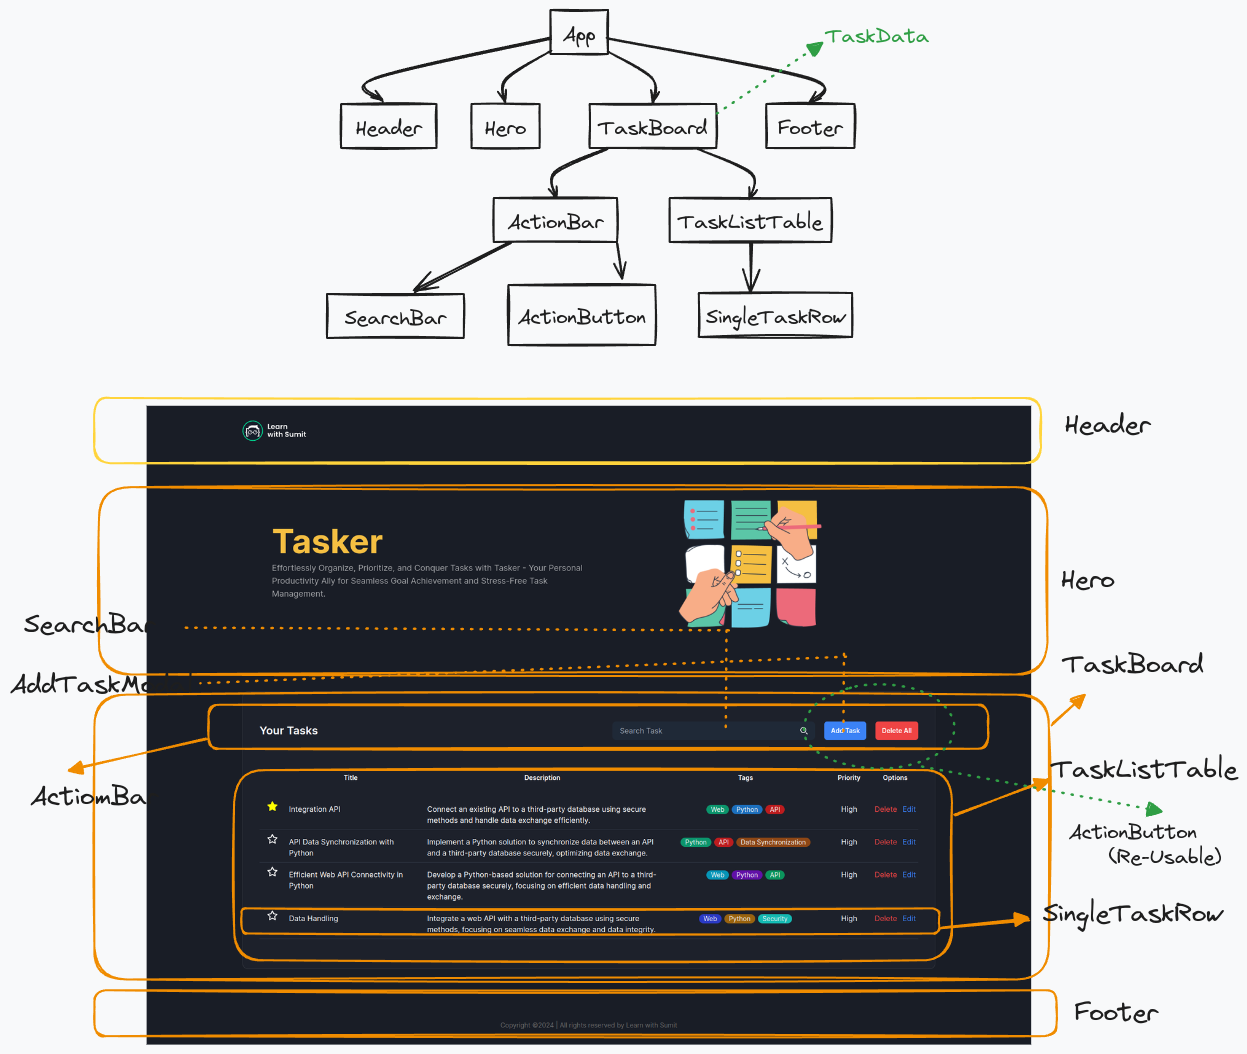 App
TaskData
Header
Hero
TaskBoard
Footer
ActionBar
TaskListTable
SearchBar
ActionButton
SingleTaskRow
Header
Learn
with Sumit
Tasker
Effortlessly Organize, Prioritize, and Conquer Tasks with Tasker - Your Personal
Productivity Ally for Seamless Goal Achievement and Stress-Free Task
Management.
Hero
SearchBar
TaskBoard
AddTaskMo
Your Tasks
Search Task
Add Task
Delete All
TaskListTable
ActiomBa
Title Description Tags Priority Options
Integration API
Connect an existing API to a third-party database using secure
methods and handle data exchange efficiently.
Web Python API
High
Delete Edit
ActionButton
(Re-Usable)
API Data Synchronization with
Python
Implement a Python solution to synchronize data between an API
and a third-party database securely, optimizing data exchange.
Python API Data Synchronization
High
Delete Edit
Efficient Web API Connectivity in
Python
Develop a Python-based solution for connecting an API to a third-
party database securely, focusing on efficient data handling and
exchange.
Web Python API
High
Delete Edit
Data Handling
Integrate a web API with a third-party database using secure
methods, focusing on seamless data exchange and data integrity.
Web Python Security
High
Delete Edit
SingleTaskRow
Footer
Copyright ©2024 | All rights reserved by Learn with Sumit